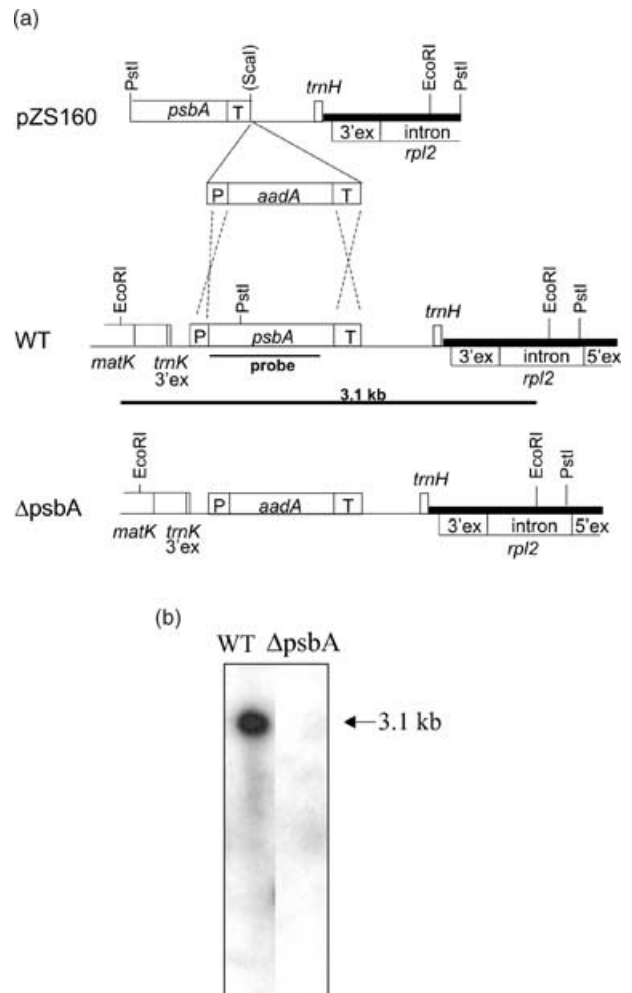 (a)
PstI
(ScaI)
EcoRI
PstI
trnH
pZS160
psbA
T
3'ex
intron
rpl2
P
aadA
T
EcoRI
PstI
trnH
EcoRI
PstI
WT
P
psbA
T
matK
trnK
3'ex
probe
3'ex
intron
5'ex
rpl2
3.1 kb
EcoRI
trnH
EcoRI
PstI
ΔpsbA
P
aadA
T
matK
trnK
3'ex
3'ex
intron
5'ex
rpl2
(b)
WT ΔpsbA
3.1 kb